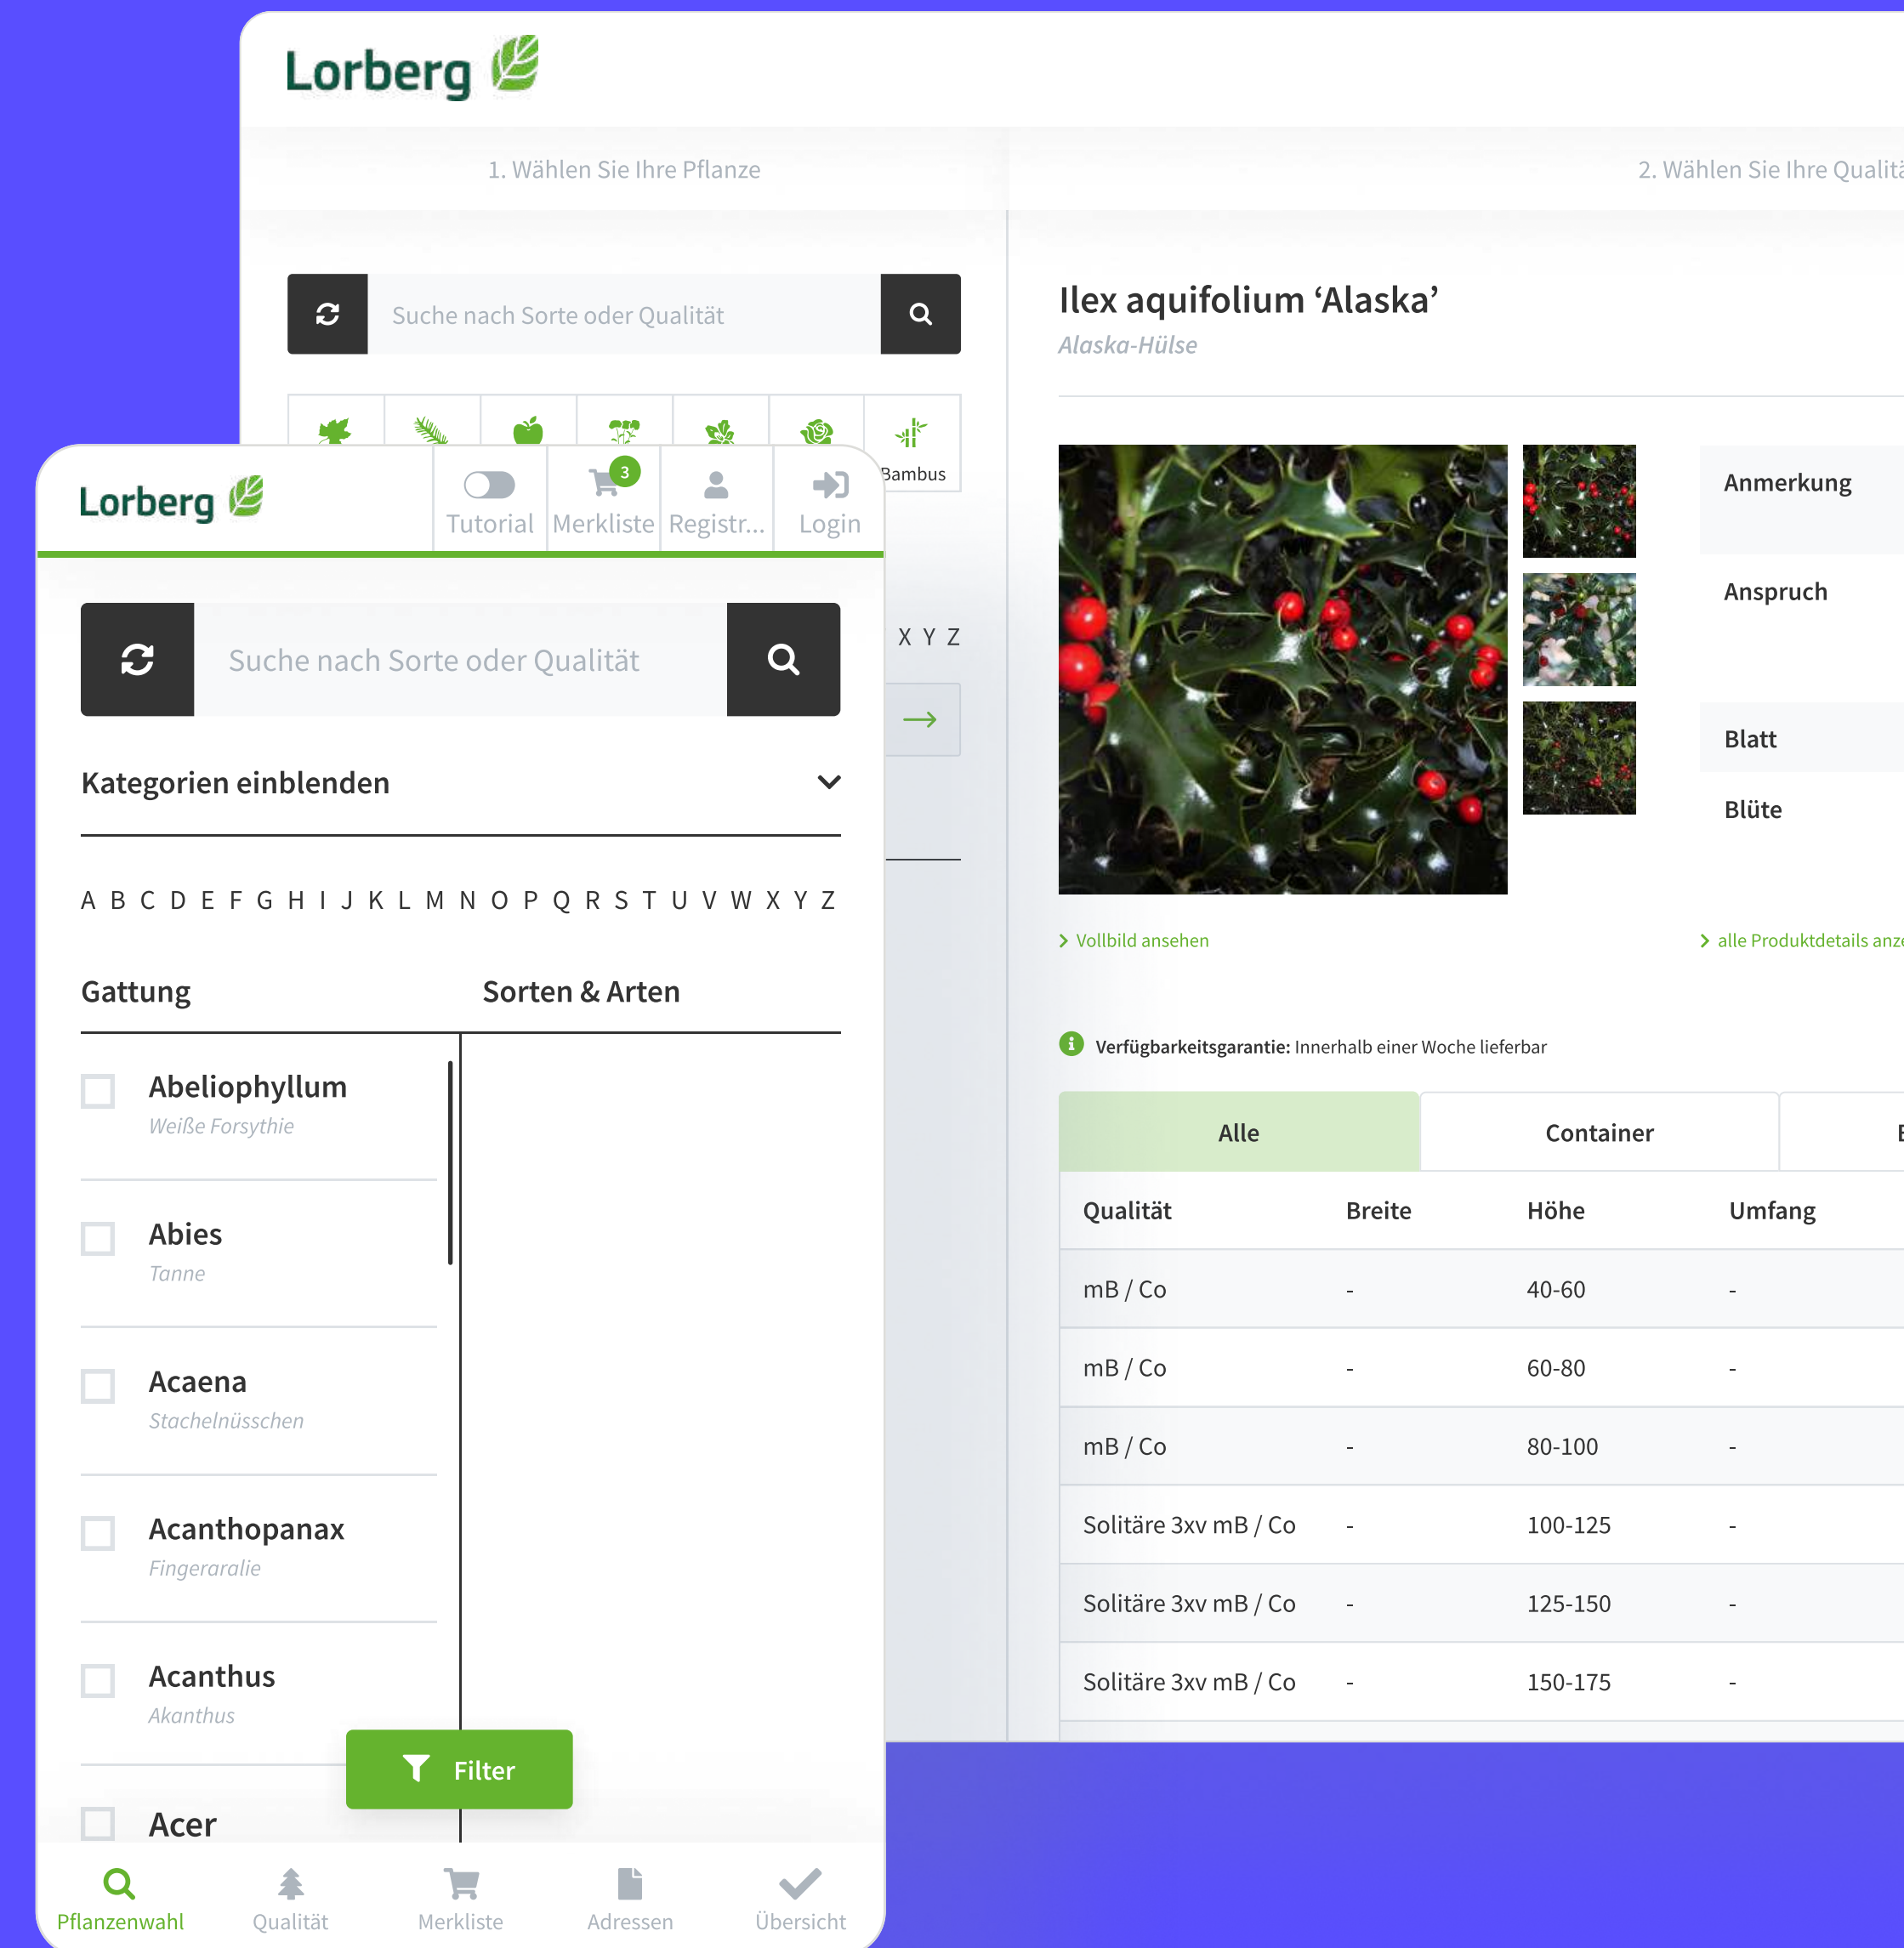 Lorberg
1. Wählen Sie Ihre Pflanze
2. Wählen Sie Ihre
Suche nach Sorte oder Qualität
Bambus
X Y Z
Ilex aquifolium ‘Alaska’
Alaska-Hülse
Anmerkung
Anspruch
Blatt
Blüte
Vollbild ansehen
alle Produktdetails
Verfügbarkeitsgarantie: Innerhalb einer Woche lieferbar
Alle Container
Qualität Breite Höhe Umfang
mB / Co - 40-60 -
mB / Co - 60-80 -
mB / Co - 80-100 -
Solitäre 3xv mB / Co - 100-125 -
Solitäre 3xv mB / Co - 125-150 -
Solitäre 3xv mB / Co - 150-175 -
Lorberg
3
Tutorial Merkliste Registr... Login
Suche nach Sorte oder Qualität
Kategorien einblenden
A B C D E F G H I J K L M N O P Q R S T U V W X Y Z
Gattung Sorten & Arten
Abeliophyllum
Weiße Forsythie
Abies
Tanne
Acaena
Stachelnüsschen
Acanthopanax
Fingeraralie
Acanthus
Akanthus
Filter
Acer
Pflanzenwahl Qualität Merkliste Adressen Übersicht